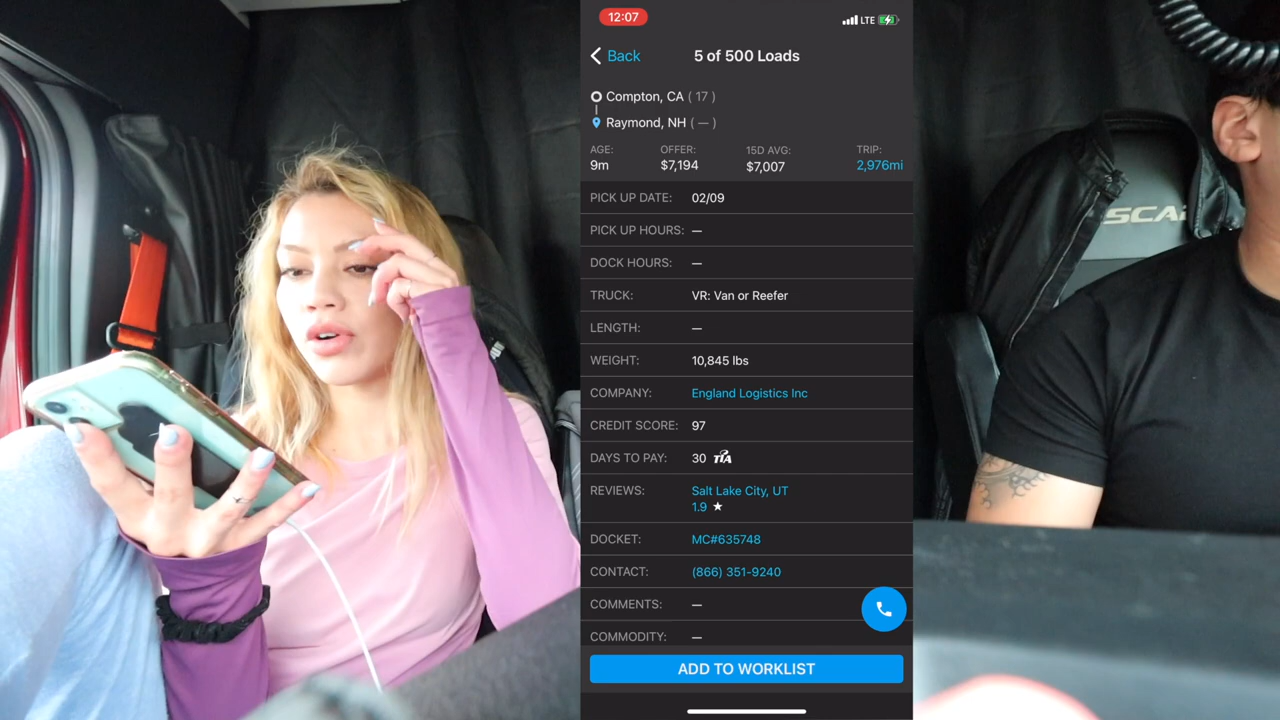 12:07
LTE
Back
5 of 500 Loads
Compton, CA ( 17 )
Raymond, NH ( — )
AGE: OFFER: 15D AVG: TRIP:
9m $7,194 $7,007 2,976mi
PICK UP DATE: 02/09
PICK UP HOURS: —
DOCK HOURS: —
TRUCK: VR: Van or Reefer
LENGTH: —
WEIGHT: 10,845 lbs
COMPANY: England Logistics Inc
CREDIT SCORE: 97
DAYS TO PAY: 30 TIA
REVIEWS: Salt Lake City, UT
1.9 ★
DOCKET: MC#635748
CONTACT: (866) 351-9240
COMMENTS: —
COMMODITY: —
ADD TO WORKLIST